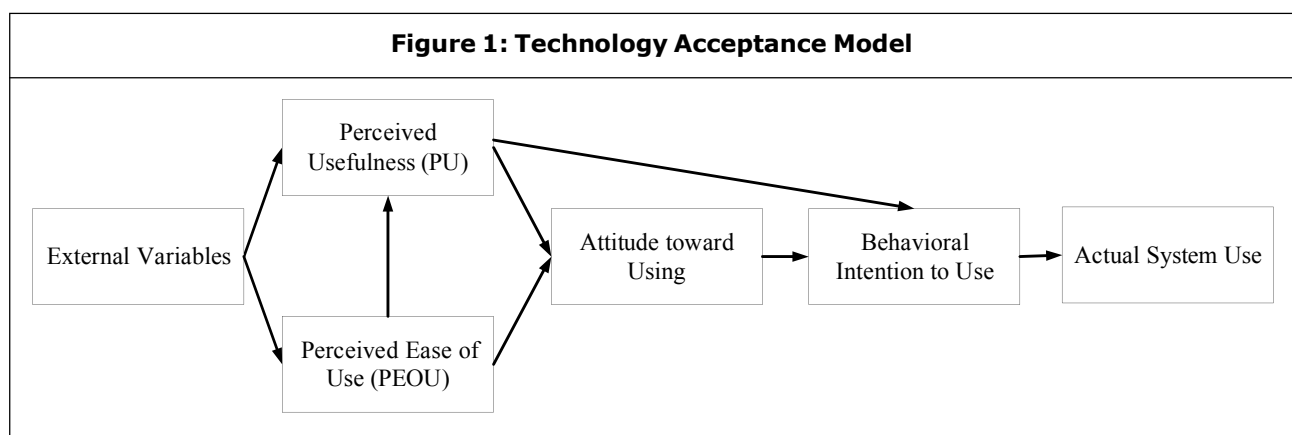 Figure 1: Technology Acceptance Model
Perceived
Usefulness (PU)
External Variables
Perceived Ease of
Use (PEOU)
Attitude toward
Using
Behavioral
Intention to Use
Actual System Use